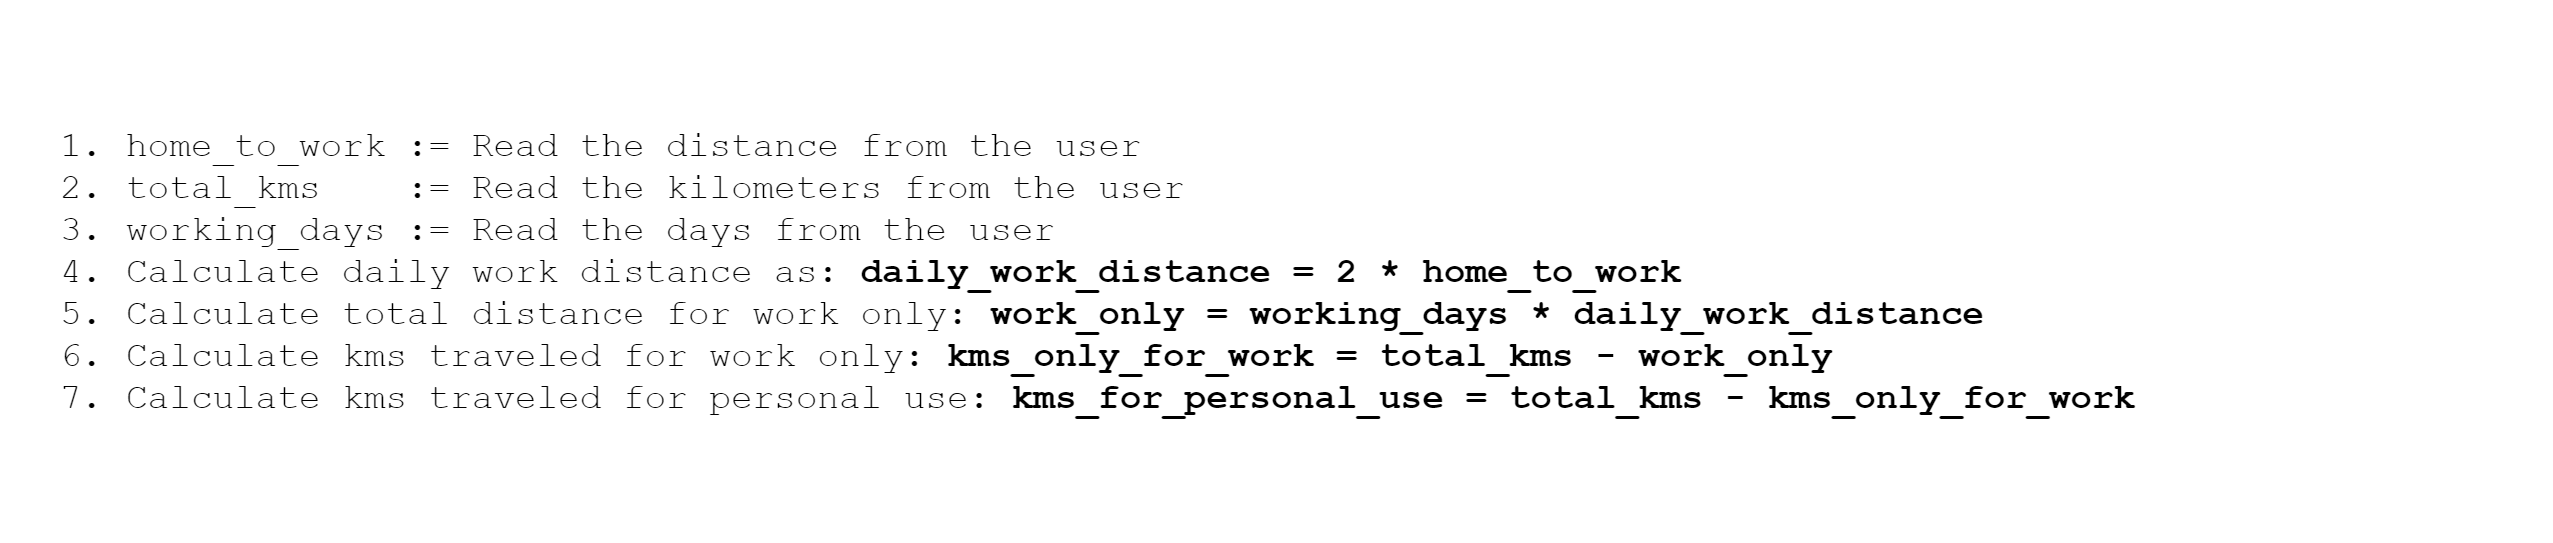 1. home_to_work := Read the distance from the user
2. total_kms    := Read the kilometers from the user
3. working_days := Read the days from the user
4. Calculate daily work distance as: daily_work_distance = 2 * home_to_work
5. Calculate total distance for work only: work_only = working_days * daily_work_distance
6. Calculate kms traveled for work only: kms_only_for_work = total_kms - work_only
7. Calculate kms traveled for personal use: kms_for_personal_use = total_kms - kms_only_for_work